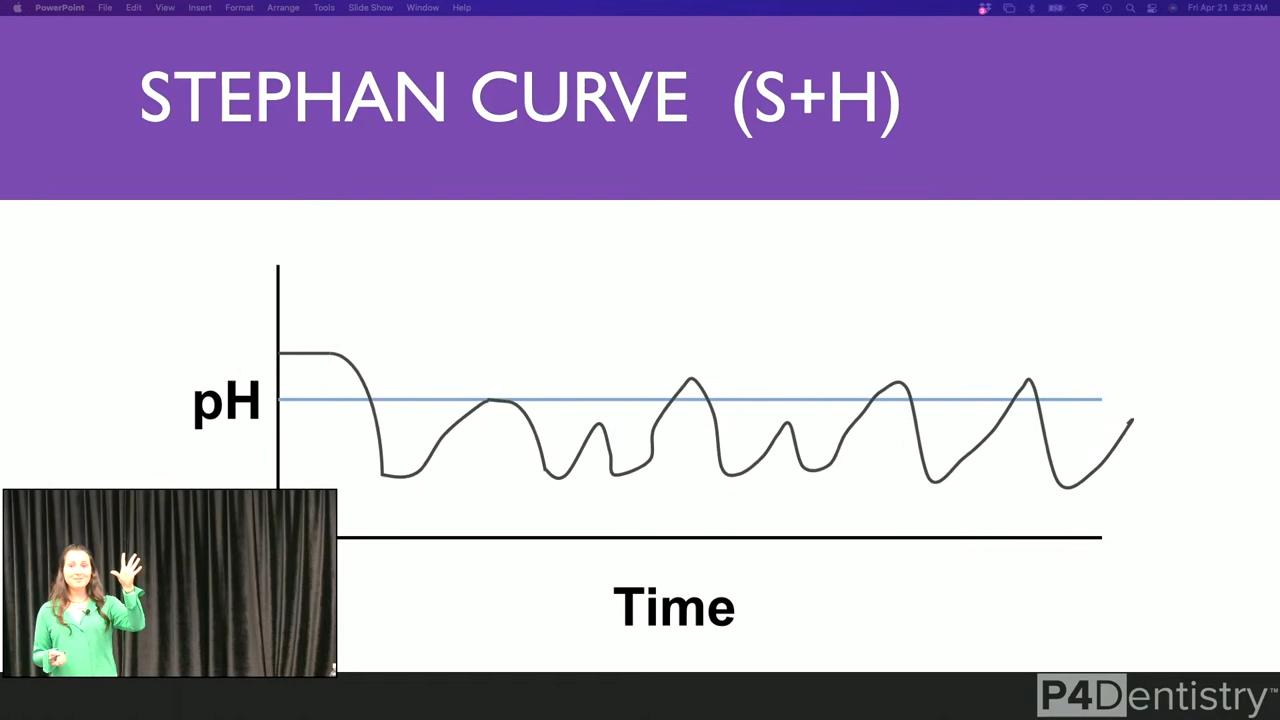 PowerPoint File Edit View Insert Format Arrange Tools Slide Show Window Help Fri Apr 21 9:23 AM
STEPHAN CURVE (S+H)
pH
Time
P4Dentistry™